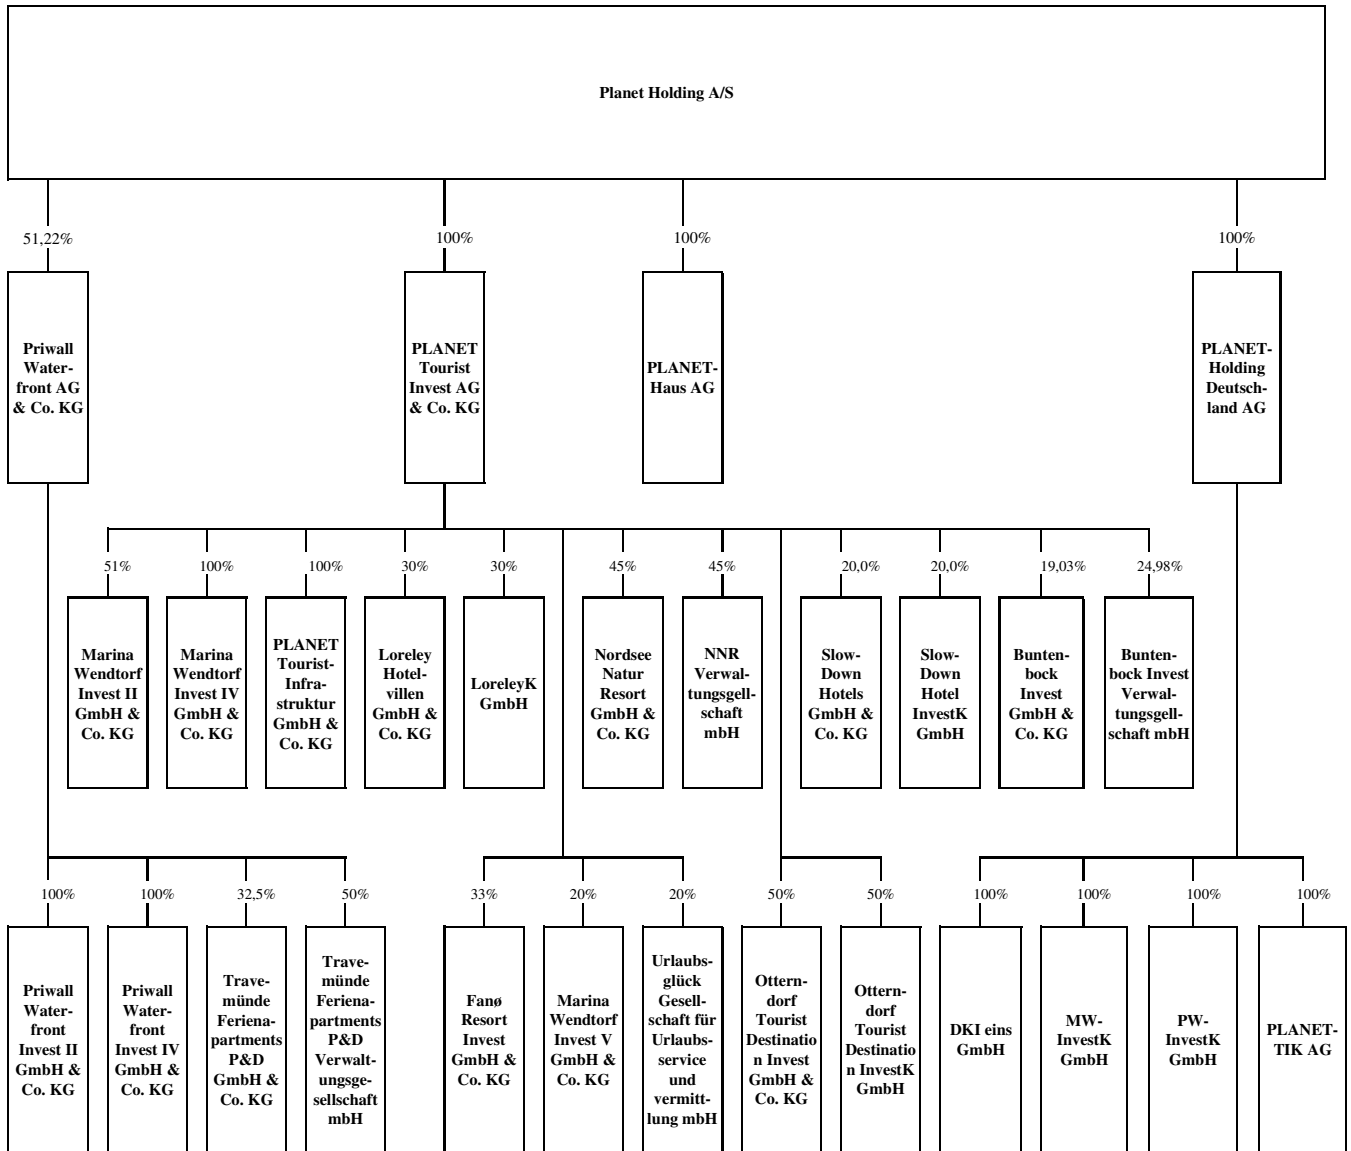 Planet Holding A/S
51,22%
100%
100%
100%
Priwall
Water-
front AG
& Co. KG
PLANET
Tourist
Invest AG
& Co. KG
PLANET-
Haus AG
PLANET-
Holding
Deutsch-
land AG
51%
100%
100%
30%
30%
45%
45%
20,0%
20,0%
19,03%
24,98%
Marina
Wendtorf
Invest II
GmbH &
Co. KG
Marina
Wendtorf
Invest IV
GmbH &
Co. KG
PLANET
Tourist-
Infra-
struktur
GmbH &
Co. KG
Loreley
Hotel-
villen
GmbH &
Co. KG
LoreleyK
GmbH
Nordsee
Natur
Resort
GmbH &
Co. KG
NNR
Verwal-
tungsgell-
schaft
mbH
Slow-
Down
Hotels
GmbH &
Co. KG
Slow-
Down
Hotel
InvestK
GmbH
Bunten-
bock
Invest
GmbH &
Co. KG
Bunten-
bock Invest
Verwal-
tungsgell-
schaft mbH
100%
100%
32,5%
50%
33%
20%
20%
50%
50%
100%
100%
100%
100%
Priwall
Water-
front
Invest II
GmbH &
Co. KG
Priwall
Water-
front
Invest IV
GmbH &
Co. KG
Trave-
münde
Feriena-
partments
P&D
GmbH &
Co. KG
Trave-
münde
Feriena-
partments
P&D
Verwalt-
ungsge-
sellschaft
mbH
Fanø
Resort
Invest
GmbH &
Co. KG
Marina
Wendtorf
Invest V
GmbH &
Co. KG
Urlaubs-
glück
Gesell-
schaft für
Urlaubs-
service
und
vermitt-
lung mbH
Ottern-
dorf
Tourist
Destinatio
n Invest
GmbH &
Co. KG
Ottern-
dorf
Tourist
Destinatio
n InvestK
GmbH
DKI eins
GmbH
MW-
InvestK
GmbH
PW-
InvestK
GmbH
PLANET-
TIK AG